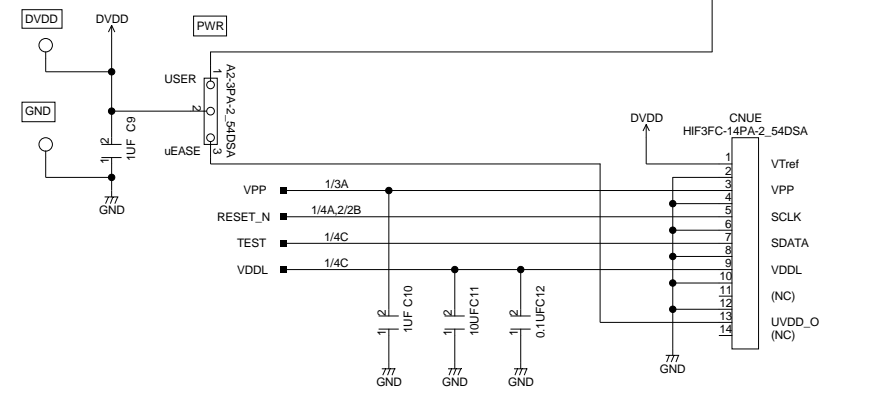 DVDD
DVDD
PWR
USER
1
2
3
A2-3PA-2_54DSA
GND
1UF C9
2
1
uEASE
GND
DVDD
CNUE
HIF3FC-14PA-2_54DSA
1
VTref
2
VPP
1/3A
3
VPP
4
RESET_N
1/4A,2/2B
5
SCLK
6
TEST
1/4C
7
SDATA
8
VDDL
1/4C
9
VDDL
10
11
(NC)
12
13
UVDD_O
14
(NC)
2
1
1UF C10
2
1
10UFC11
2
1
0.1UFC12
GND
GND
GND
GND